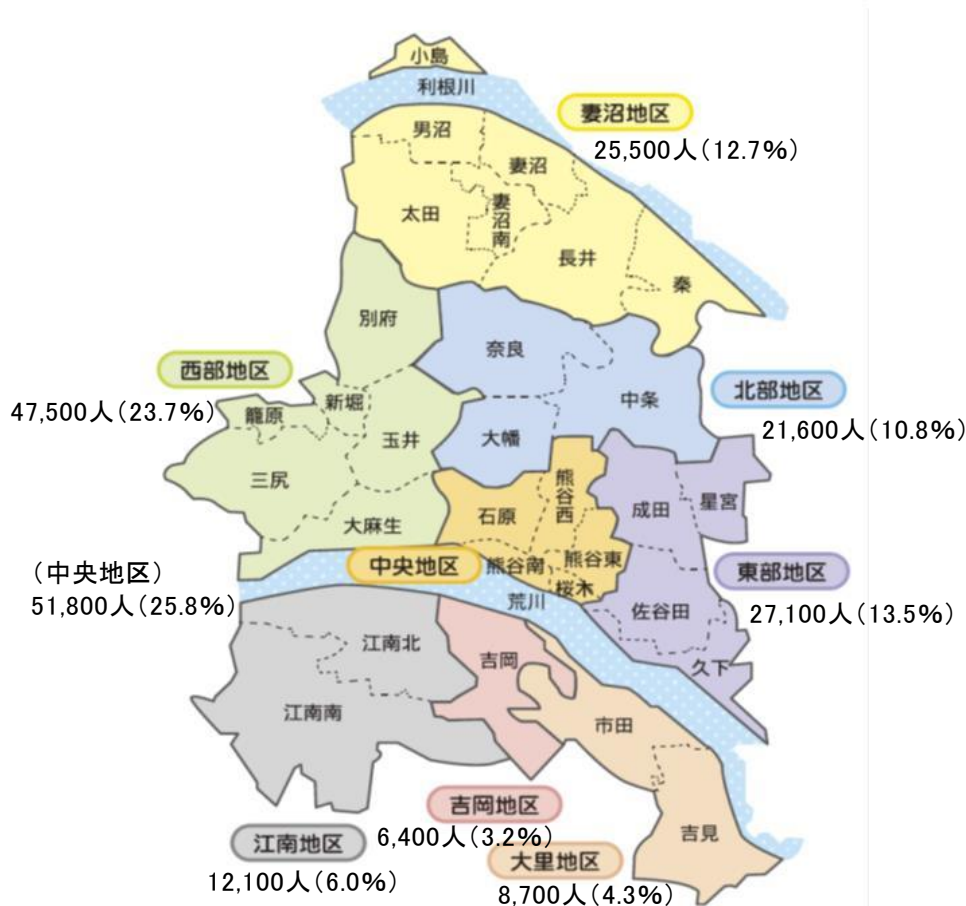 小島
利根川
妻沼地区
25,500人（12.7%）
男沼
妻沼
太田
妻沼南
長井
秦
別府
奈良
西部地区
47,500人（23.7%）
新堀
籠原
中条
北部地区
21,600人（10.8%）
玉井
大幡
三尻
熊谷西
石原
成田
星宮
大麻生
（中央地区）
51,800人（25.8%）
中央地区
熊谷南
熊谷東
桜木
荒川
東部地区
27,100人（13.5%）
佐谷田
久下
江南北
吉岡
江南南
市田
吉岡地区
6,400人（3.2%）
吉見
江南地区
12,100人（6.0%）
大里地区
8,700人（4.3%）